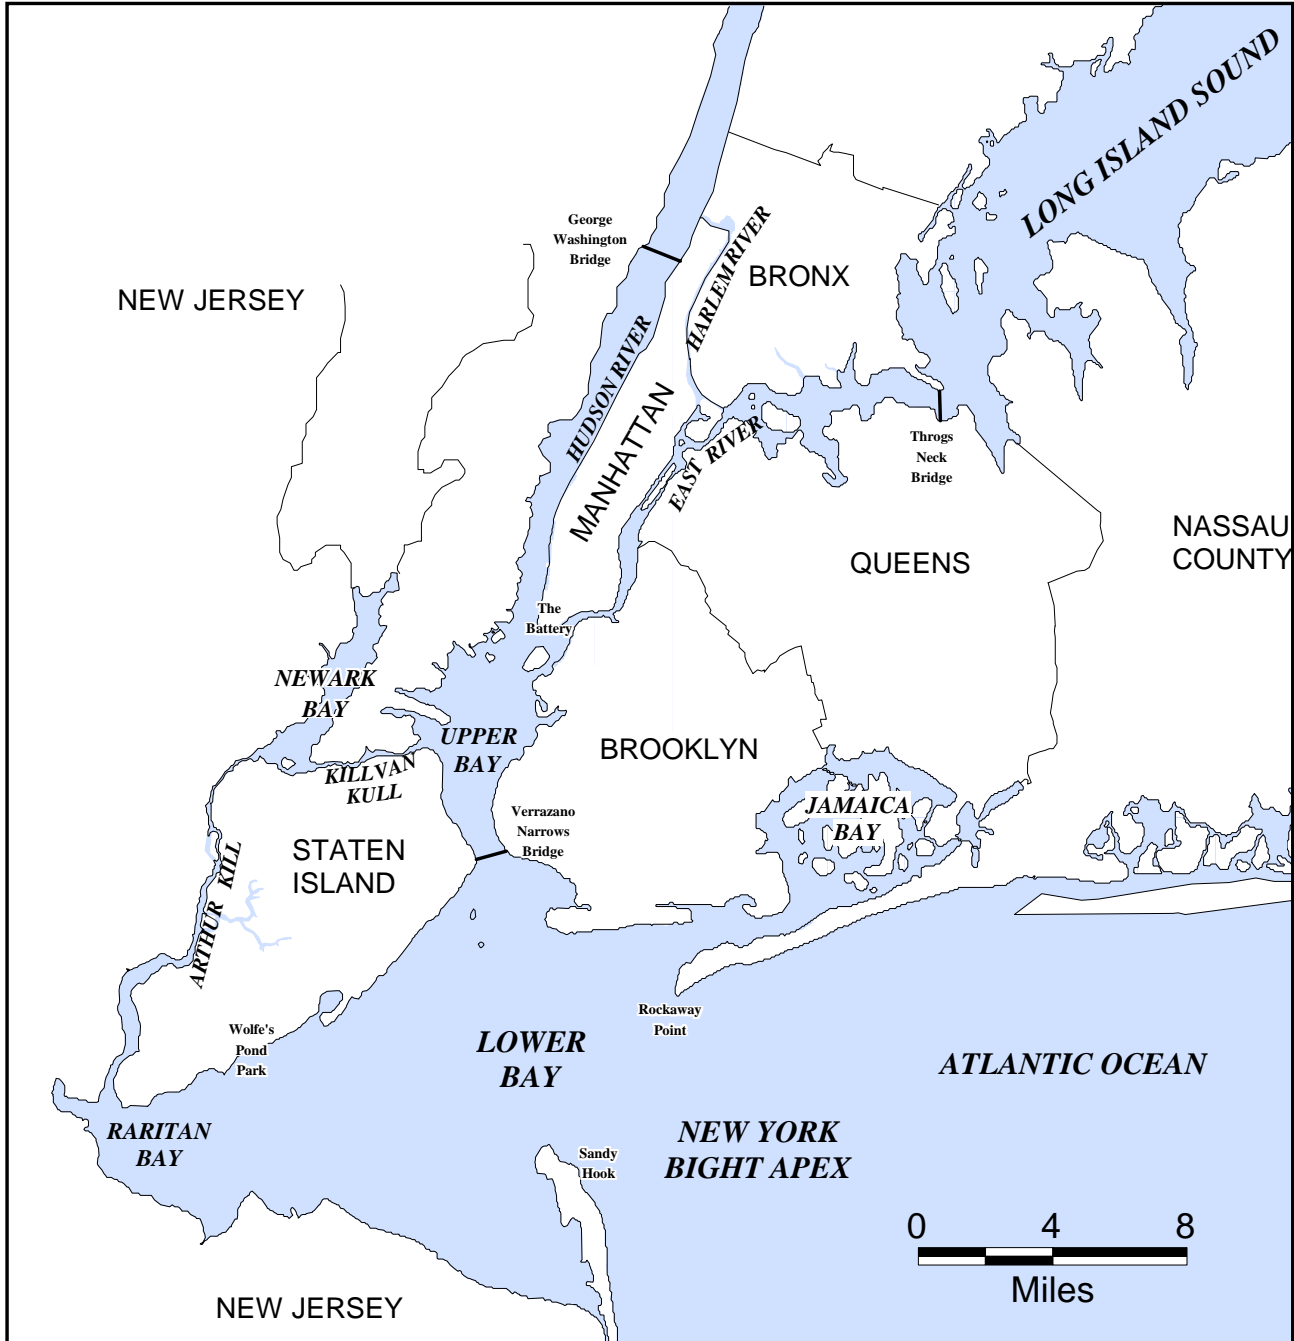 LONG ISLAND SOUND
George
Washington
Bridge
HARLEM RIVER
BRONX
NEW JERSEY
HUDSON RIVER
MANHATTAN
EAST RIVER
Throgs
Neck
Bridge
NASSAU
COUNTY
QUEENS
The
Battery
NEWARK
BAY
UPPER
BAY
BROOKLYN
KILLVAN
KULL
JAMAICA
BAY
Verrazano
Narrows
Bridge
STATEN
ISLAND
ARTHUR KILL
Rockaway
Point
Wolfe's
Pond
Park
LOWER
BAY
ATLANTIC OCEAN
RARITAN
BAY
NEW YORK
BIGHT APEX
Sandy
Hook
0 4 8
Miles
NEW JERSEY